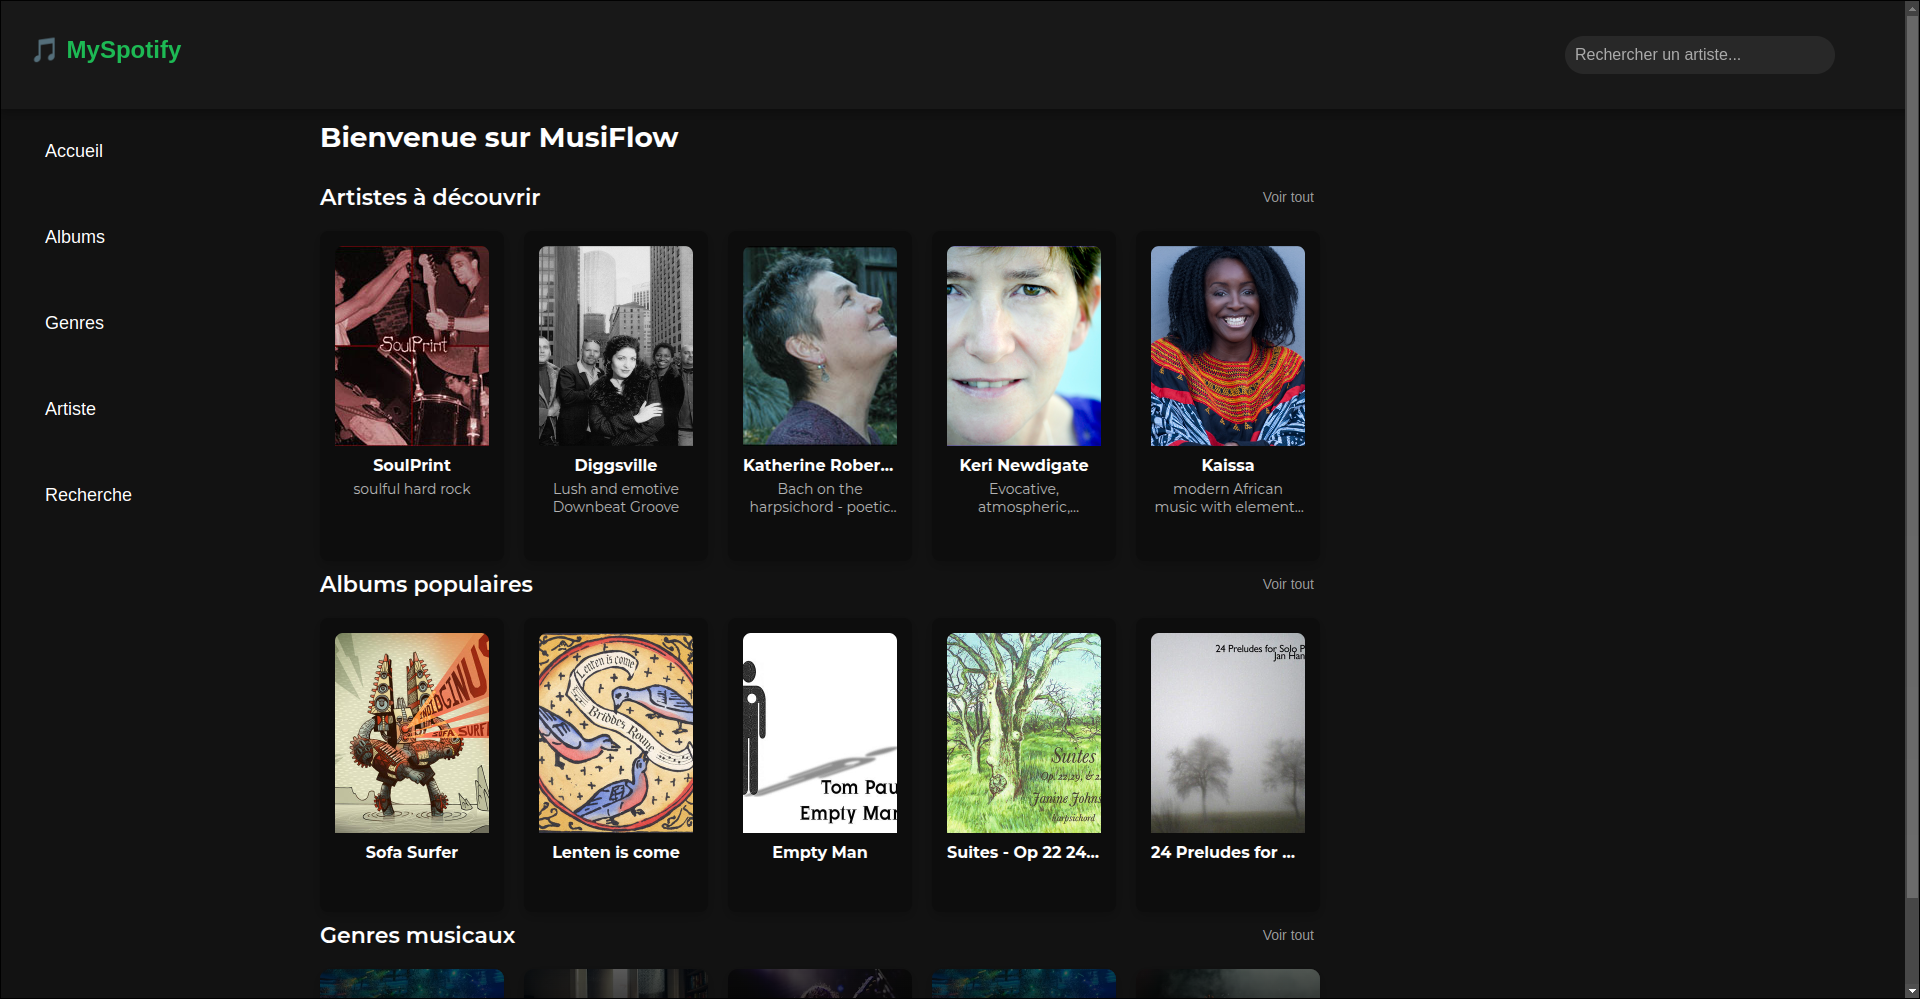 MySpotify
Rechercher un artiste...
Accueil
Albums
Genres
Artiste
Recherche
Bienvenue sur MusiFlow
Artistes à découvrir
Voir tout
SoulPrint
SoulPrint
soulful hard rock
Diggsville
Lush and emotive
Downbeat Groove
Katherine Rober...
Bach on the
harpsichord - poetic..
Keri Newdigate
Evocative,
atmospheric,...
Kaissa
modern African
music with element...
Albums populaires
Voir tout
SOFA SURF
Sofa Surfer
Lenten is come
Briddes Roune
Lenten is come
Tom Pau
Empty Man
Empty Man
Suites
Op. 22,29, & 2
Janine Johns
harpsichord
Suites - Op 22 24...
24 Preludes for Solo P
Jan Han
24 Preludes for ...
Genres musicaux
Voir tout